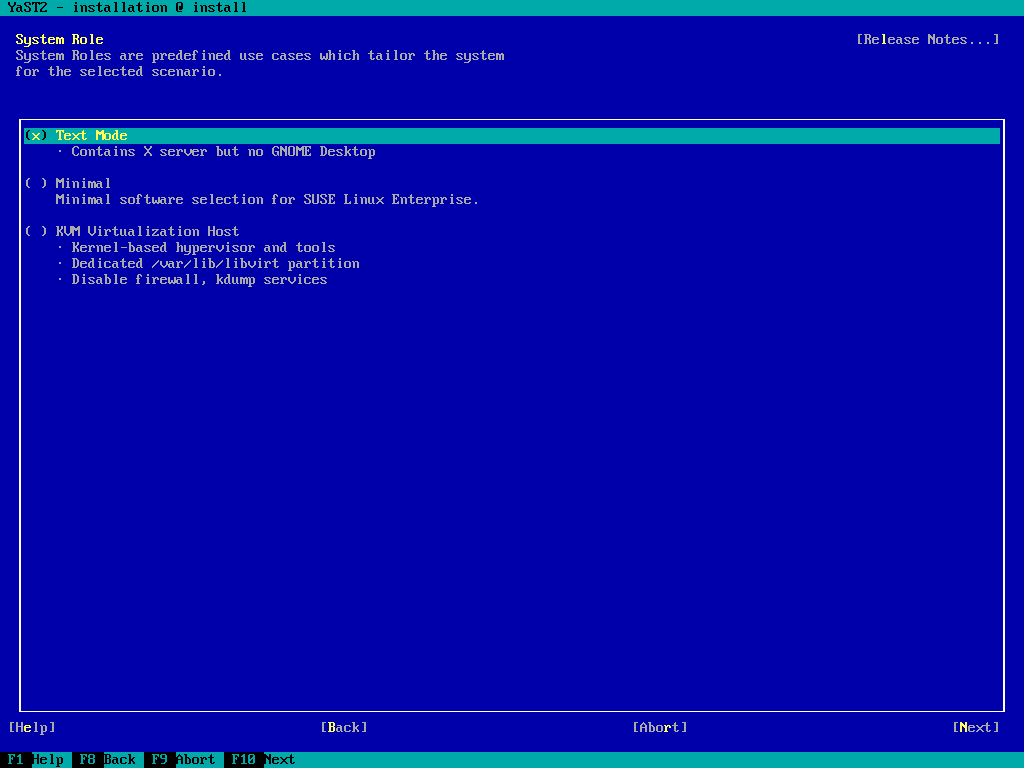 YaST2 - installation @ install
System Role [Release Notes...]
System Roles are predefined use cases which tailor the system
for the selected scenario.
(x) Text Mode
· Contains X server but no GNOME Desktop
( ) Minimal
Minimal software selection for SUSE Linux Enterprise.
( ) KVM Virtualization Host
· Kernel-based hypervisor and tools
· Dedicated /var/lib/libvirt partition
· Disable firewall, kdump services
[Help] [Back] [Abort] [Next]
F1 Help F8 Back F9 Abort F10 Next